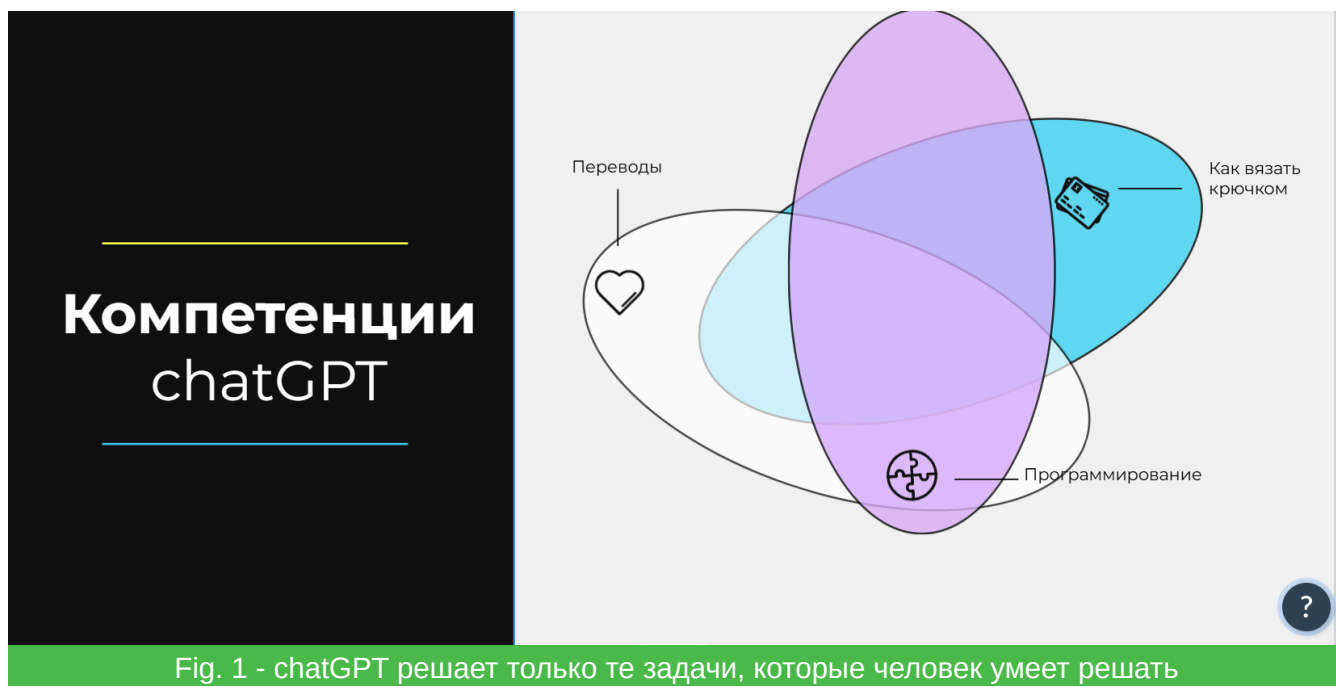 Компетенции
chatGPT
Переводы
Как вязать
крючком
Программирование
?
Fig. 1 - chatGPT решает только те задачи, которые человек умеет решать